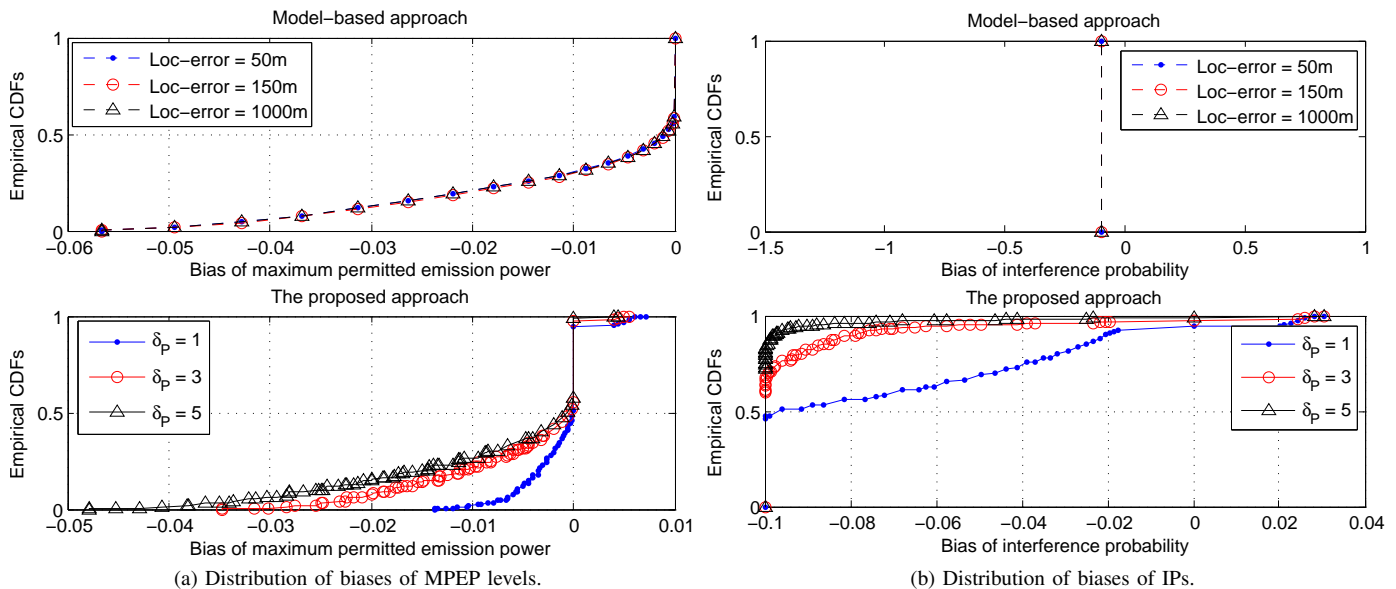 Model−based approach
Empirical CDFs
1
0.5
0
Loc−error = 50m
Loc−error = 150m
Loc−error = 1000m
−0.06 −0.05 −0.04 −0.03 −0.02 −0.01 0
Bias of maximum permitted emission power
Model−based approach
Empirical CDFs
1
0.5
0
Loc−error = 50m
Loc−error = 150m
Loc−error = 1000m
−1.5 −1 −0.5 0 0.5 1
Bias of interference probability
The proposed approach
Empirical CDFs
1
0.5
0
δP = 1
δP = 3
δP = 5
−0.05 −0.04 −0.03 −0.02 −0.01 0 0.01
Bias of maximum permitted emission power
(a) Distribution of biases of MPEP levels.
The proposed approach
Empirical CDFs
1
0.5
0
δP = 1
δP = 3
δP = 5
−0.1 −0.08 −0.06 −0.04 −0.02 0 0.02 0.04
Bias of interference probability
(b) Distribution of biases of IPs.